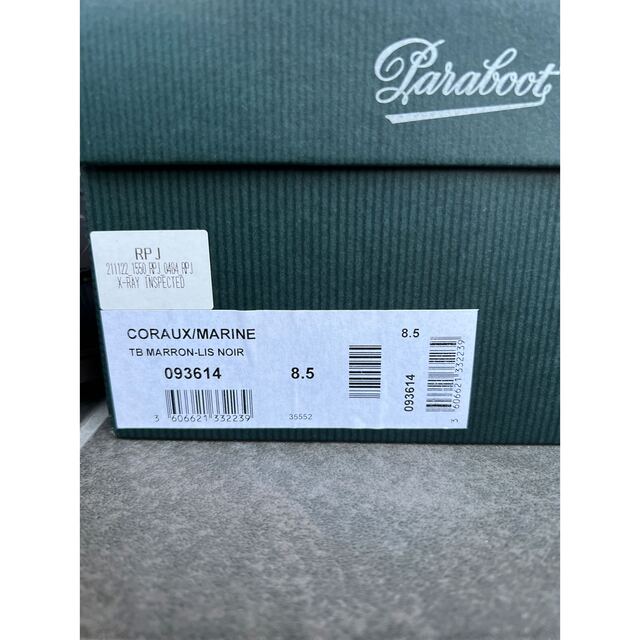 Paraboot
RPJ
211122 1550 RPJ 0484 RPJ
X-RAY INSPECTED
CORAUX/MARINE
TB MARRON-LIS NOIR
093614
8.5
3 606621 332239
35552
8.5
093614
3 606621 332239